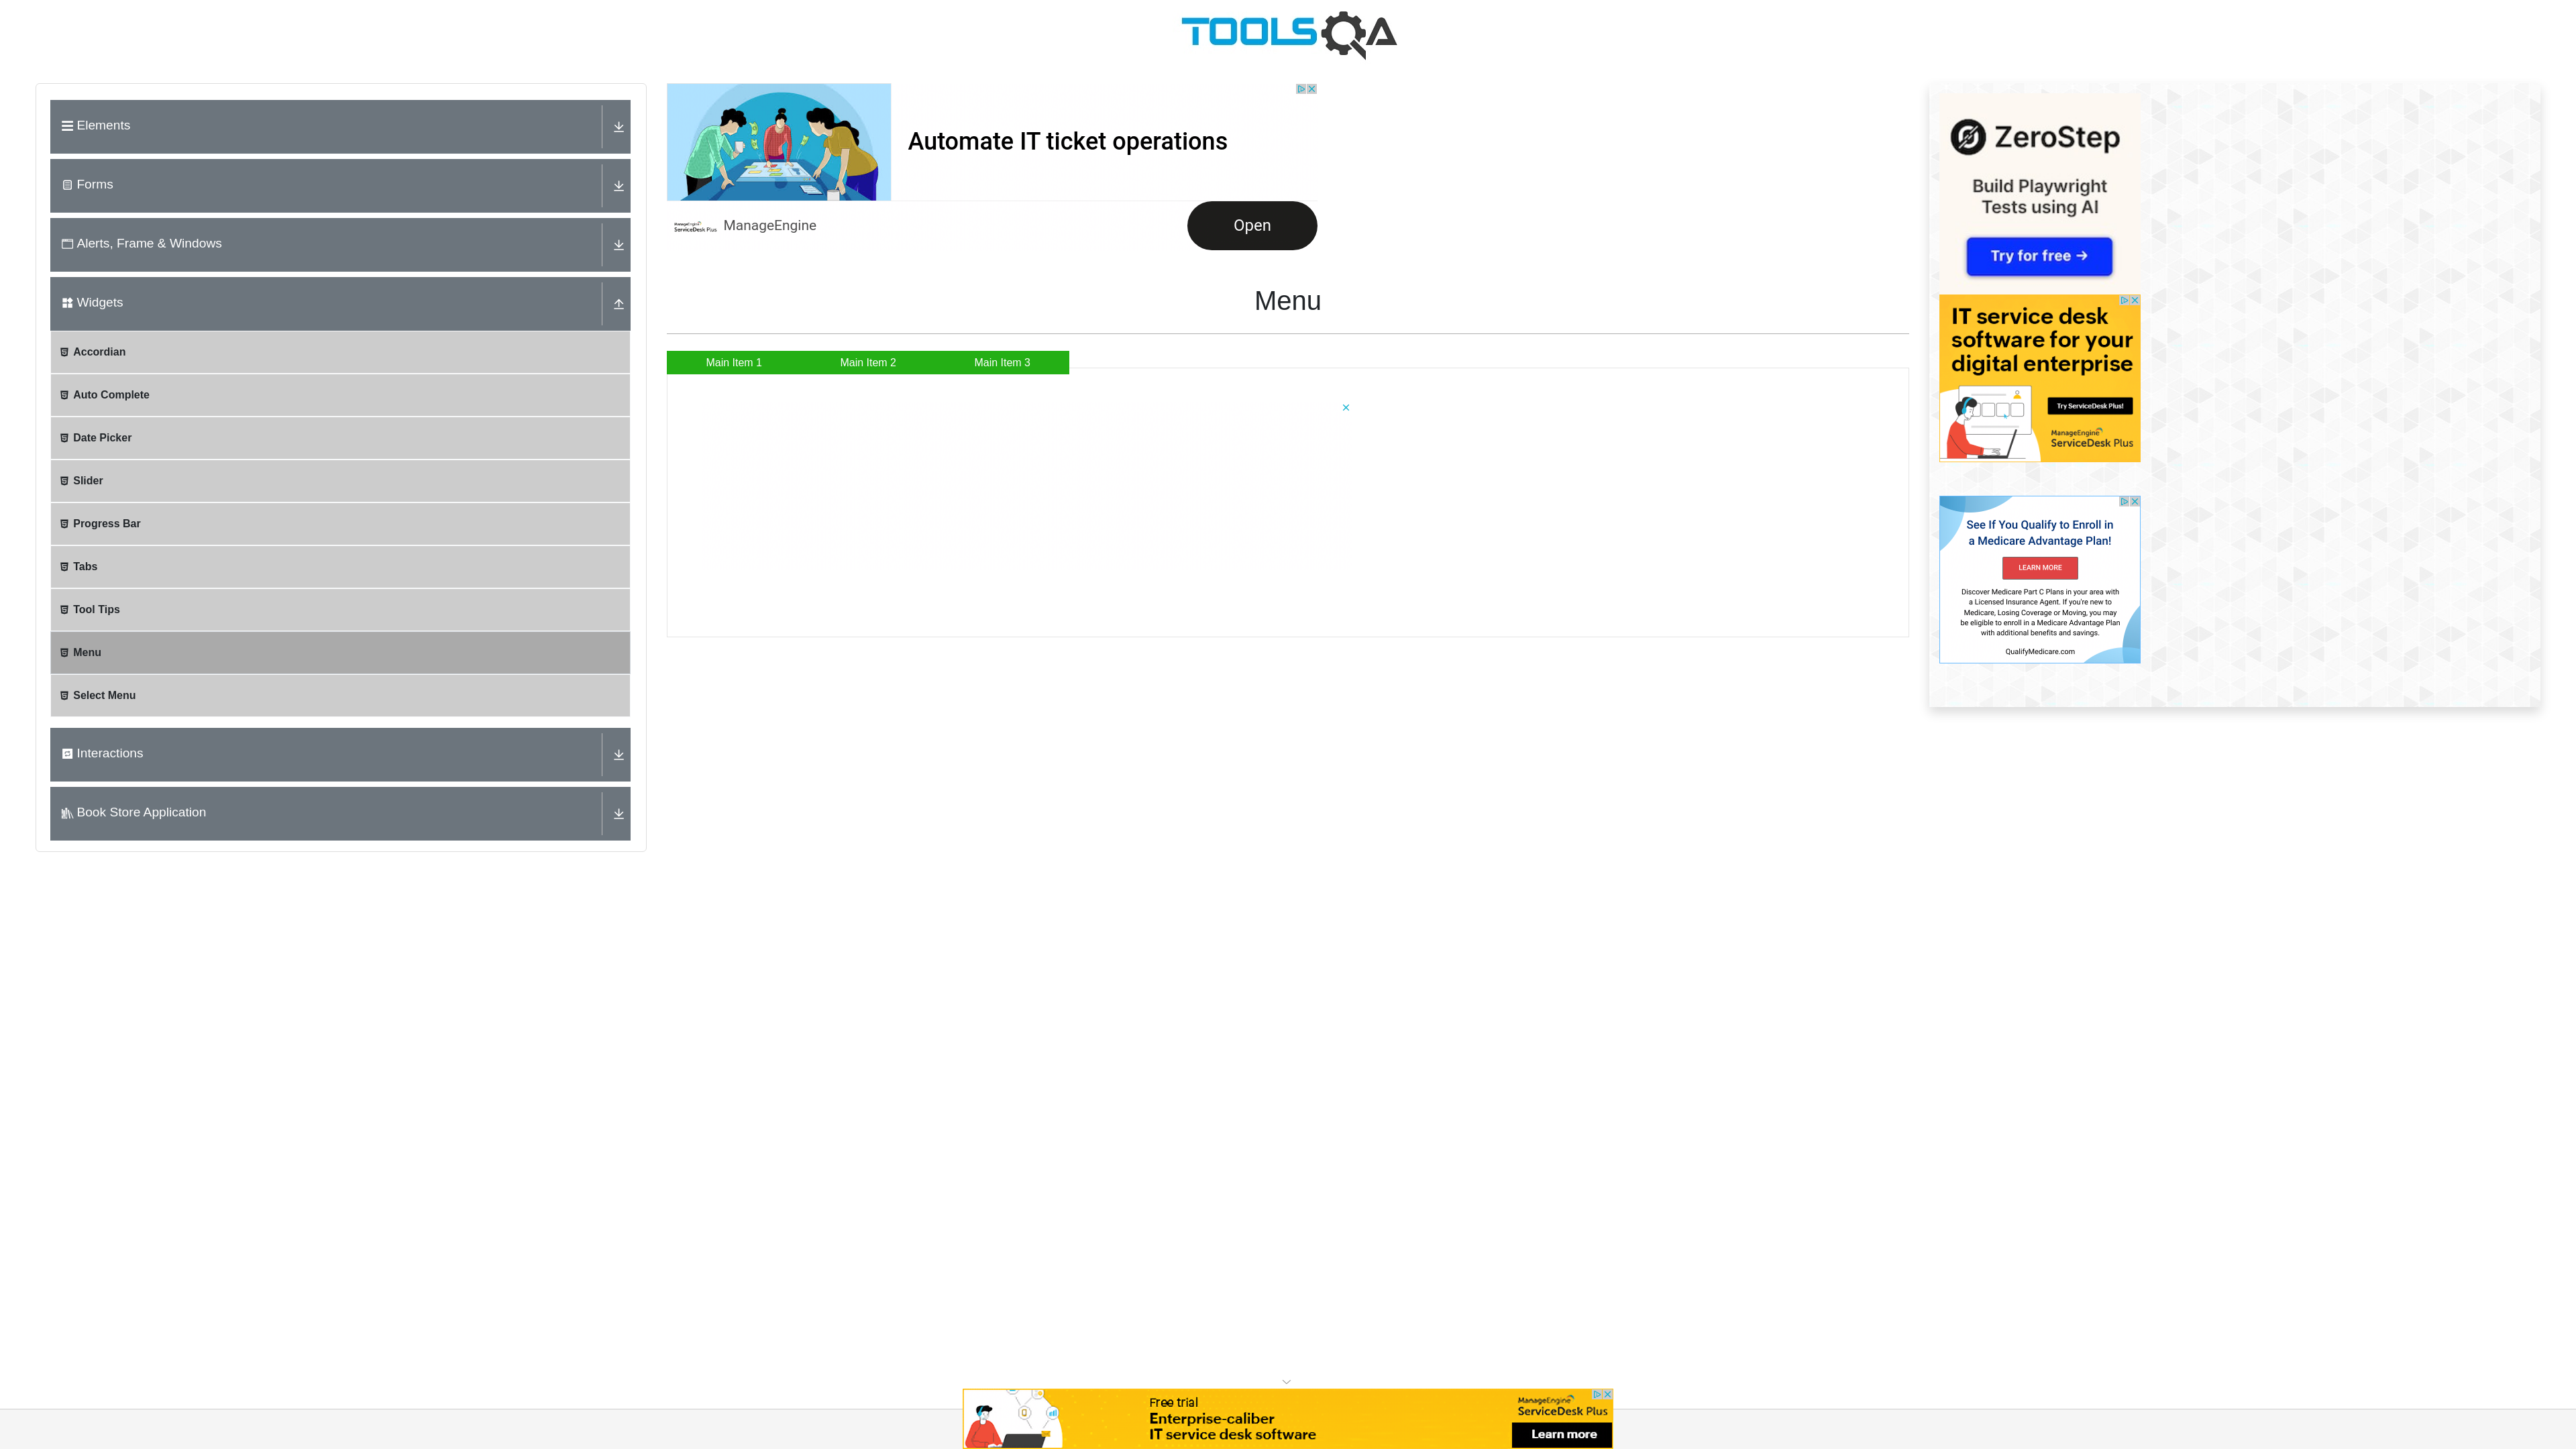 TOOLSQA
Elements
Forms
Alerts, Frame & Windows
Widgets
Accordian
Auto Complete
Date Picker
Slider
Progress Bar
Tabs
Tool Tips
Menu
Select Menu
Interactions
Book Store Application
Automate IT ticket operations
ManageEngine
ServiceDesk Plus
ManageEngine
Open
Menu
Main Item 1
Main Item 2
Main Item 3
ZeroStep
Build Playwright
Tests using AI
Try for free →
IT service desk
software for your
digital enterprise
Try ServiceDesk Plus!
ManageEngine
ServiceDesk Plus
See If You Qualify to Enroll in
a Medicare Advantage Plan!
LEARN MORE
Discover Medicare Part C Plans in your area with
a Licensed Insurance Agent. If you're new to
Medicare, Losing Coverage or Moving, you may
be eligible to enroll in a Medicare Advantage Plan
with additional benefits and savings.
QualifyMedicare.com
Free trial
Enterprise-caliber
IT service desk software
ManageEngine
ServiceDesk Plus
Learn more